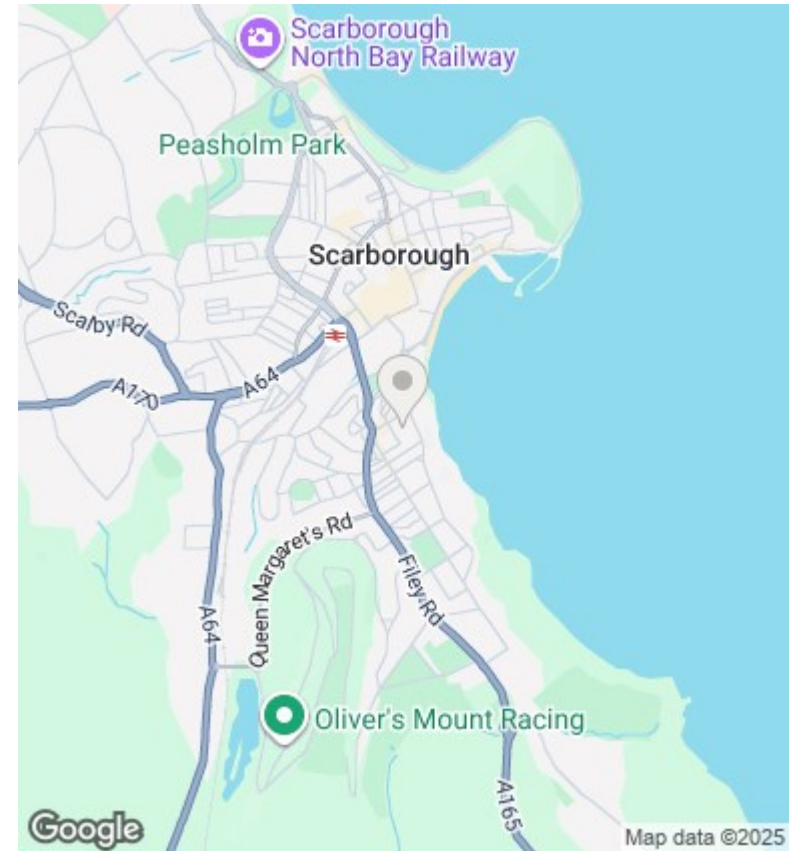 Scarborough
North Bay Railway
Peasholm Park
Scarborough
Scalby Rd
A64
A170
Queen Margaret's Rd
Filey Rd
A64
Oliver's Mount Racing
A165
Google
Map data ©2025